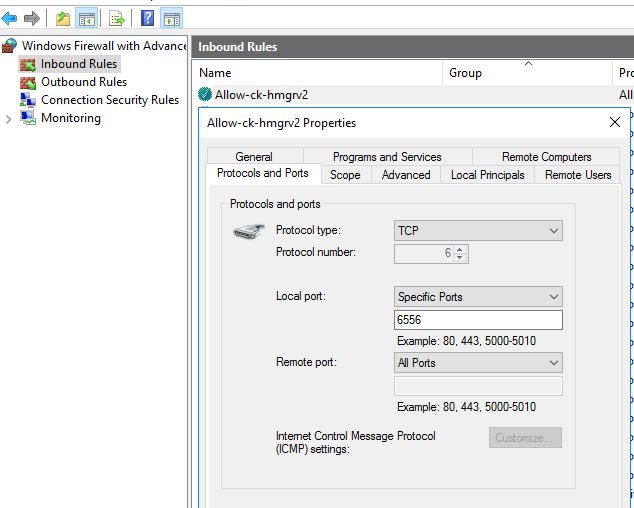 Windows Firewall with Advance
Inbound Rules
Outbound Rules
Connection Security Rules
Monitoring
Inbound Rules
Name
Group
Pro
Allow-ck-hmgrv2
All
Allow-ck-hmgrv2 Properties
General
Programs and Services
Remote Computers
Protocols and Ports
Scope
Advanced
Local Principals
Remote Users
Protocols and ports
Protocol type:
TCP
Protocol number:
6
Local port:
Specific Ports
6556
Example: 80, 443, 5000-5010
Remote port:
All Ports
Example: 80, 443, 5000-5010
Internet Control Message Protocol
(ICMP) settings:
Customize...